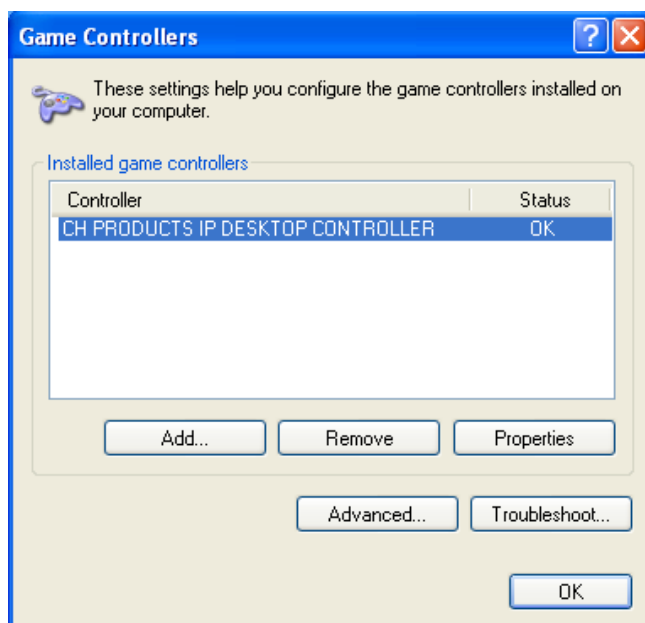 Game Controllers
These settings help you configure the game controllers installed on
your computer.
Installed game controllers
Controller Status
CH PRODUCTS IP DESKTOP CONTROLLER OK
Add... Remove Properties
Advanced... Troubleshoot...
OK